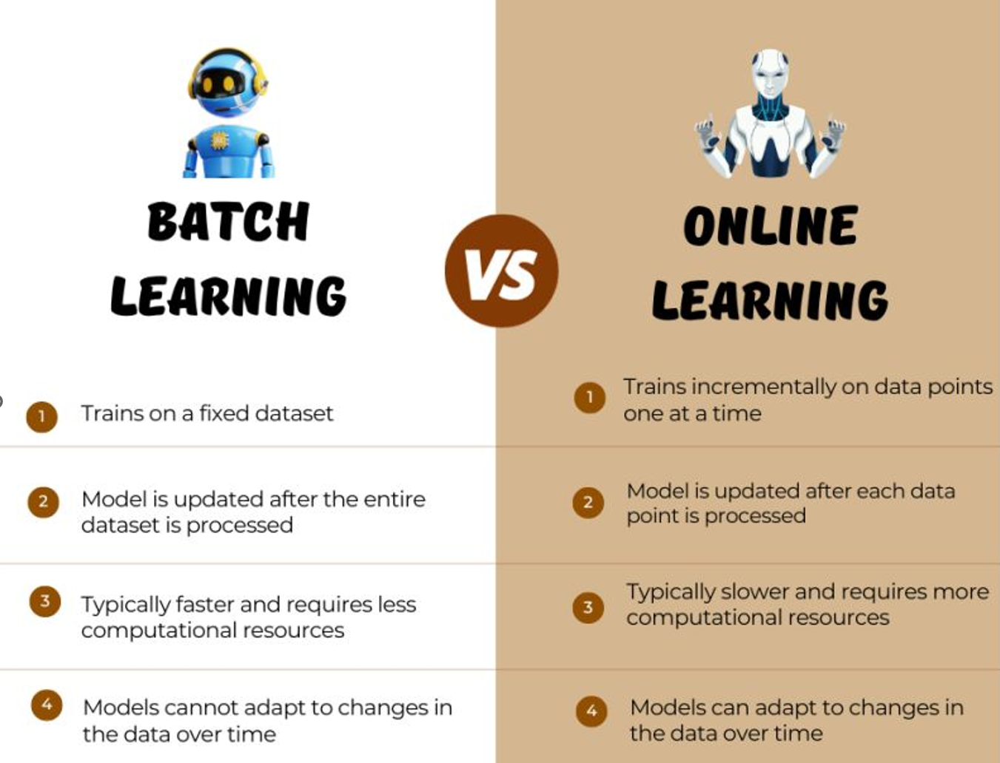 BATCH
LEARNING
VS
ONLINE
LEARNING
1 Trains on a fixed dataset
2 Model is updated after the entire
dataset is processed
3 Typically faster and requires less
computational resources
4 Models cannot adapt to changes in
the data over time
1 Trains incrementally on data points
one at a time
2 Model is updated after each data
point is processed
3 Typically slower and requires more
computational resources
4 Models can adapt to changes in
the data over time